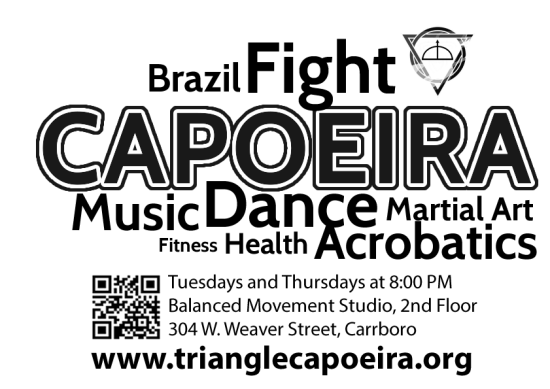 Brazil Fight
CAPOEIRA
Music Dance Martial Art
Fitness Health Acrobatics
Tuesdays and Thursdays at 8:00 PM
Balanced Movement Studio, 2nd Floor
304 W. Weaver Street, Carrboro
www.trianglecapoeira.org